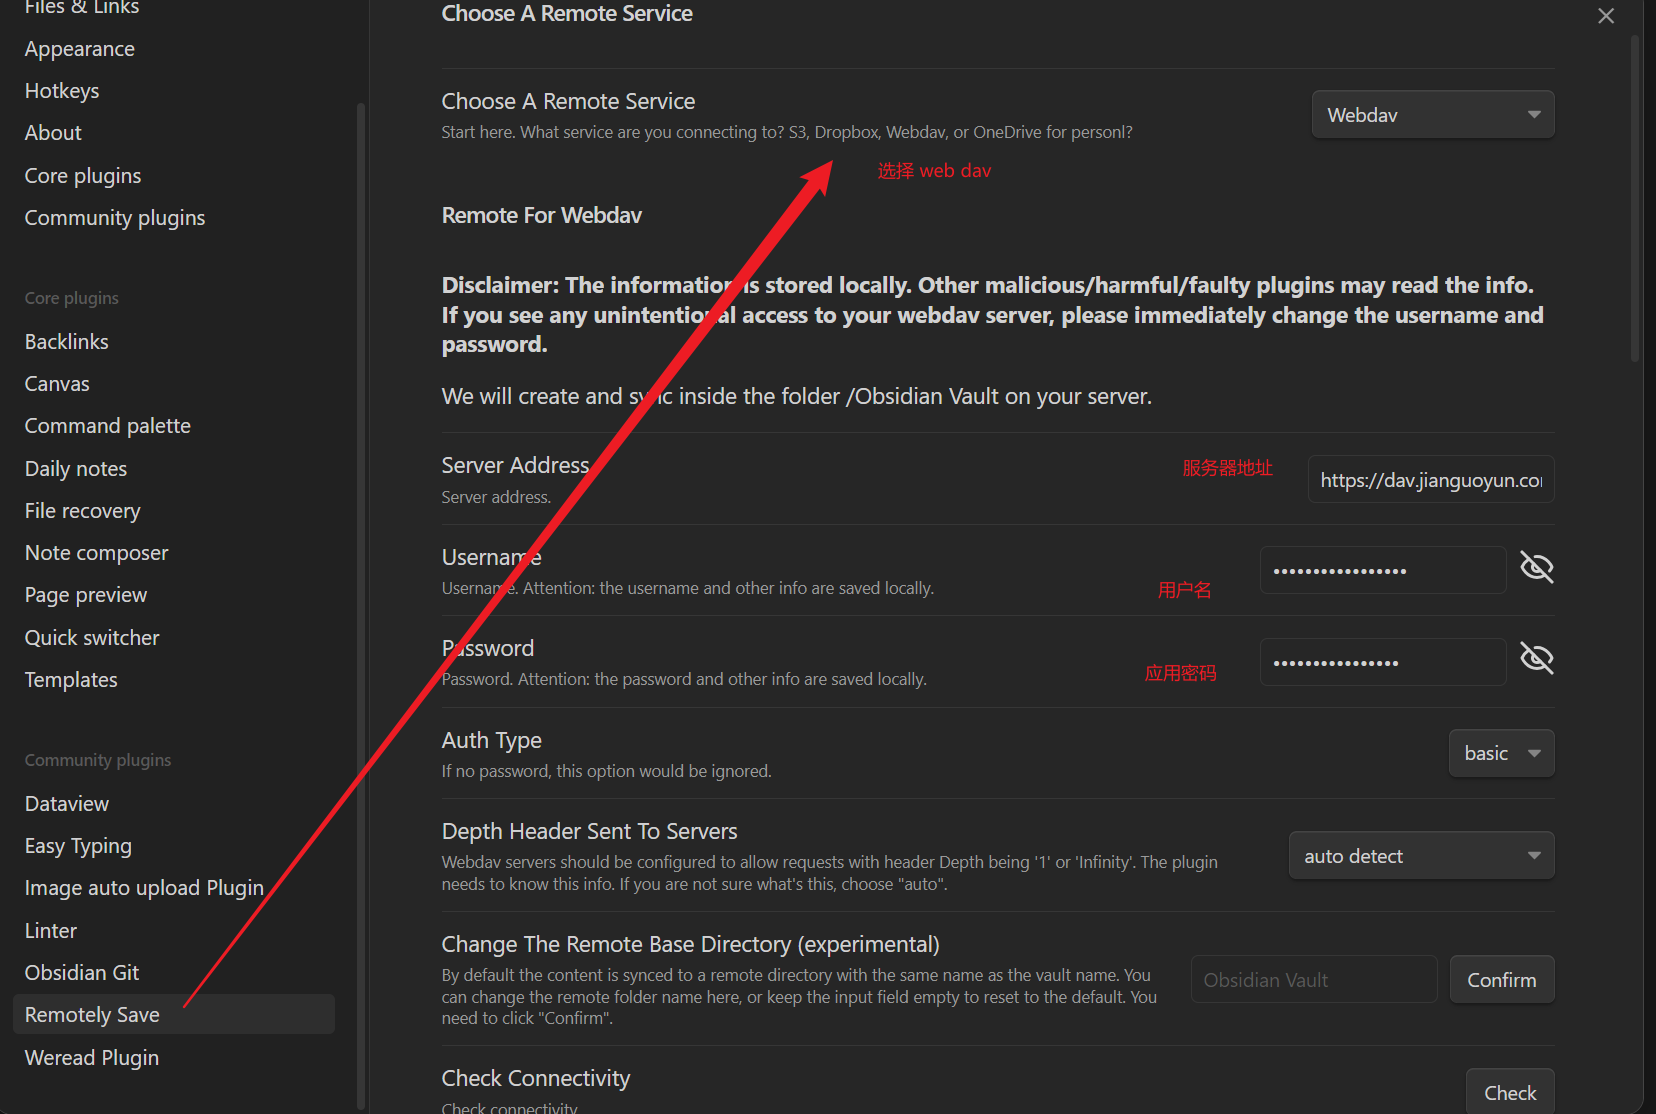 Files & Links
Appearance
Hotkeys
About
Core plugins
Community plugins
Core plugins
Backlinks
Canvas
Command palette
Daily notes
File recovery
Note composer
Page preview
Quick switcher
Templates
Community plugins
Dataview
Easy Typing
Image auto upload Plugin
Linter
Obsidian Git
Remotely Save
Weread Plugin
Choose A Remote Service
Choose A Remote Service
Start here. What service are you connecting to? S3, Dropbox, Webdav, or OneDrive for personl?
Webdav
选择 web dav
Remote For Webdav
Disclaimer: The information is stored locally. Other malicious/harmful/faulty plugins may read the info.
If you see any unintentional access to your webdav server, please immediately change the username and
password.
We will create and sync inside the folder /Obsidian Vault on your server.
Server Address
Server address.
服务器地址
https://dav.jianguoyun.co
Username
Username. Attention: the username and other info are saved locally.
用户名
•••••••••••••••••
Password
Password. Attention: the password and other info are saved locally.
应用密码
••••••••••••••••
Auth Type
If no password, this option would be ignored.
basic
Depth Header Sent To Servers
Webdav servers should be configured to allow requests with header Depth being '1' or 'Infinity'. The plugin
needs to know this info. If you are not sure what's this, choose "auto".
auto detect
Change The Remote Base Directory (experimental)
By default the content is synced to a remote directory with the same name as the vault name. You
can change the remote folder name here, or keep the input field empty to reset to the default. You
need to click "Confirm".
Obsidian Vault
Confirm
Check Connectivity
Check connectivity.
Check